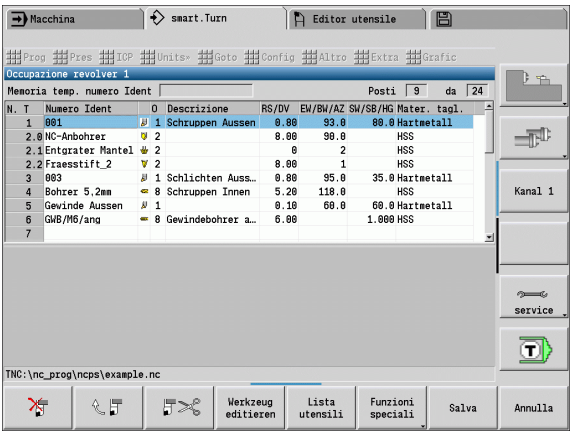 Macchina
smart.Turn
Editor utensile
Prog Pres ICP Units» Goto Config Altro Extra Grafic
Occupazione revolver 1
Memoria temp. numero Ident Posti 9 da 24
N. T Numero Ident O Descrizione RS/DV EW/BW/AZ SW/SB/HG Mater. tagl.
1 001 1 Schruppen Aussen 0.80 93.0 80.0 Hartmetall
2.0 NC-Anbohrer 2 8.00 90.0 HSS
2.1 Entgrater Mantel 2 0 2 HSS
2.2 Fraesstift_2 2 8.00 1 HSS
3 003 1 Schlichten Auss… 0.80 95.0 35.0 Hartmetall
4 Bohrer 5,2mm 8 Schruppen Innen 5.20 118.0 HSS
5 Gewinde Aussen 1 0.10 60.0 60.0 Hartmetall
6 GWB/M6/ang 8 Gewindebohrer a… 6.00 1.000 HSS
7
Kanal 1
service
T
TNC:\nc_prog\ncps\example.nc
Werkzeug
editieren
Lista
utensili
Funzioni
speciali
Salva
Annulla